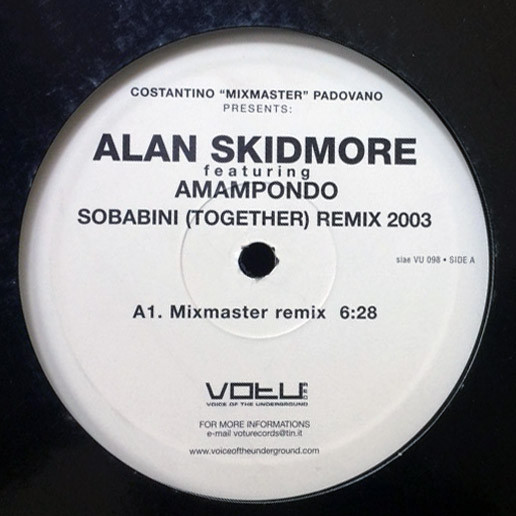 COSTANTINO "MIXMASTER" PADOVANO
PRESENTS:
ALAN SKIDMORE
featuring
AMAMPONDO
SOBABINI (TOGETHER) REMIX 2003
siae VU 098 • SIDE A
A1. Mixmaster remix 6:28
VOTU REC
VOICE OF THE UNDERGROUND
FOR MORE INFORMATIONS
e-mail voturecords@tin.it
www.voiceoftheunderground.com